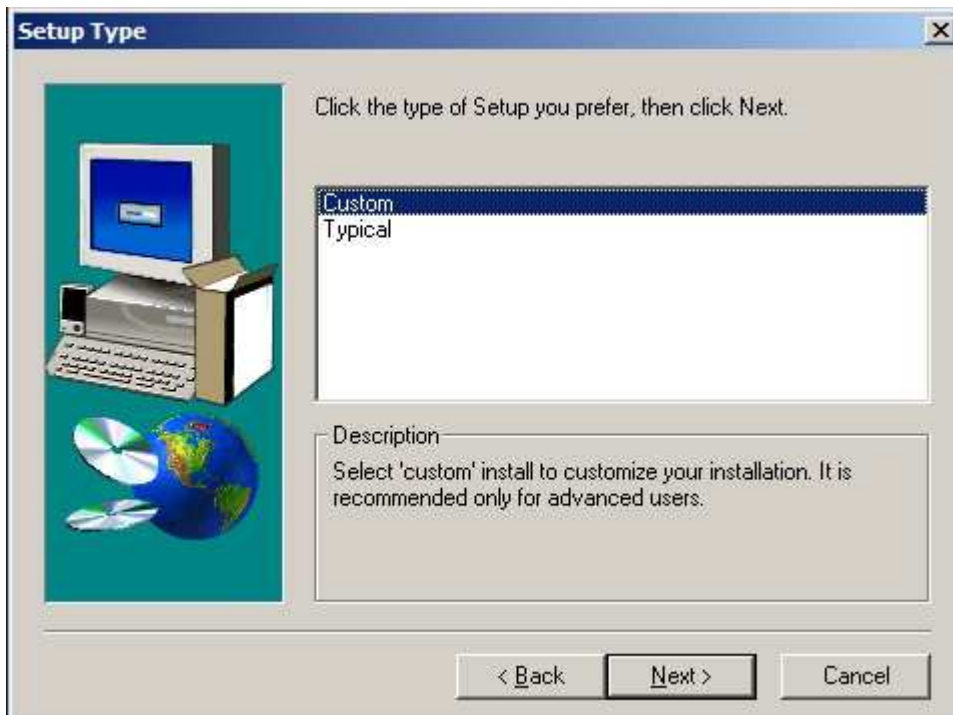 Setup Type
Click the type of Setup you prefer, then click Next.
Custom
Typical
Description
Select 'custom' install to customize your installation. It is
recommended only for advanced users.
< Back
Next >
Cancel